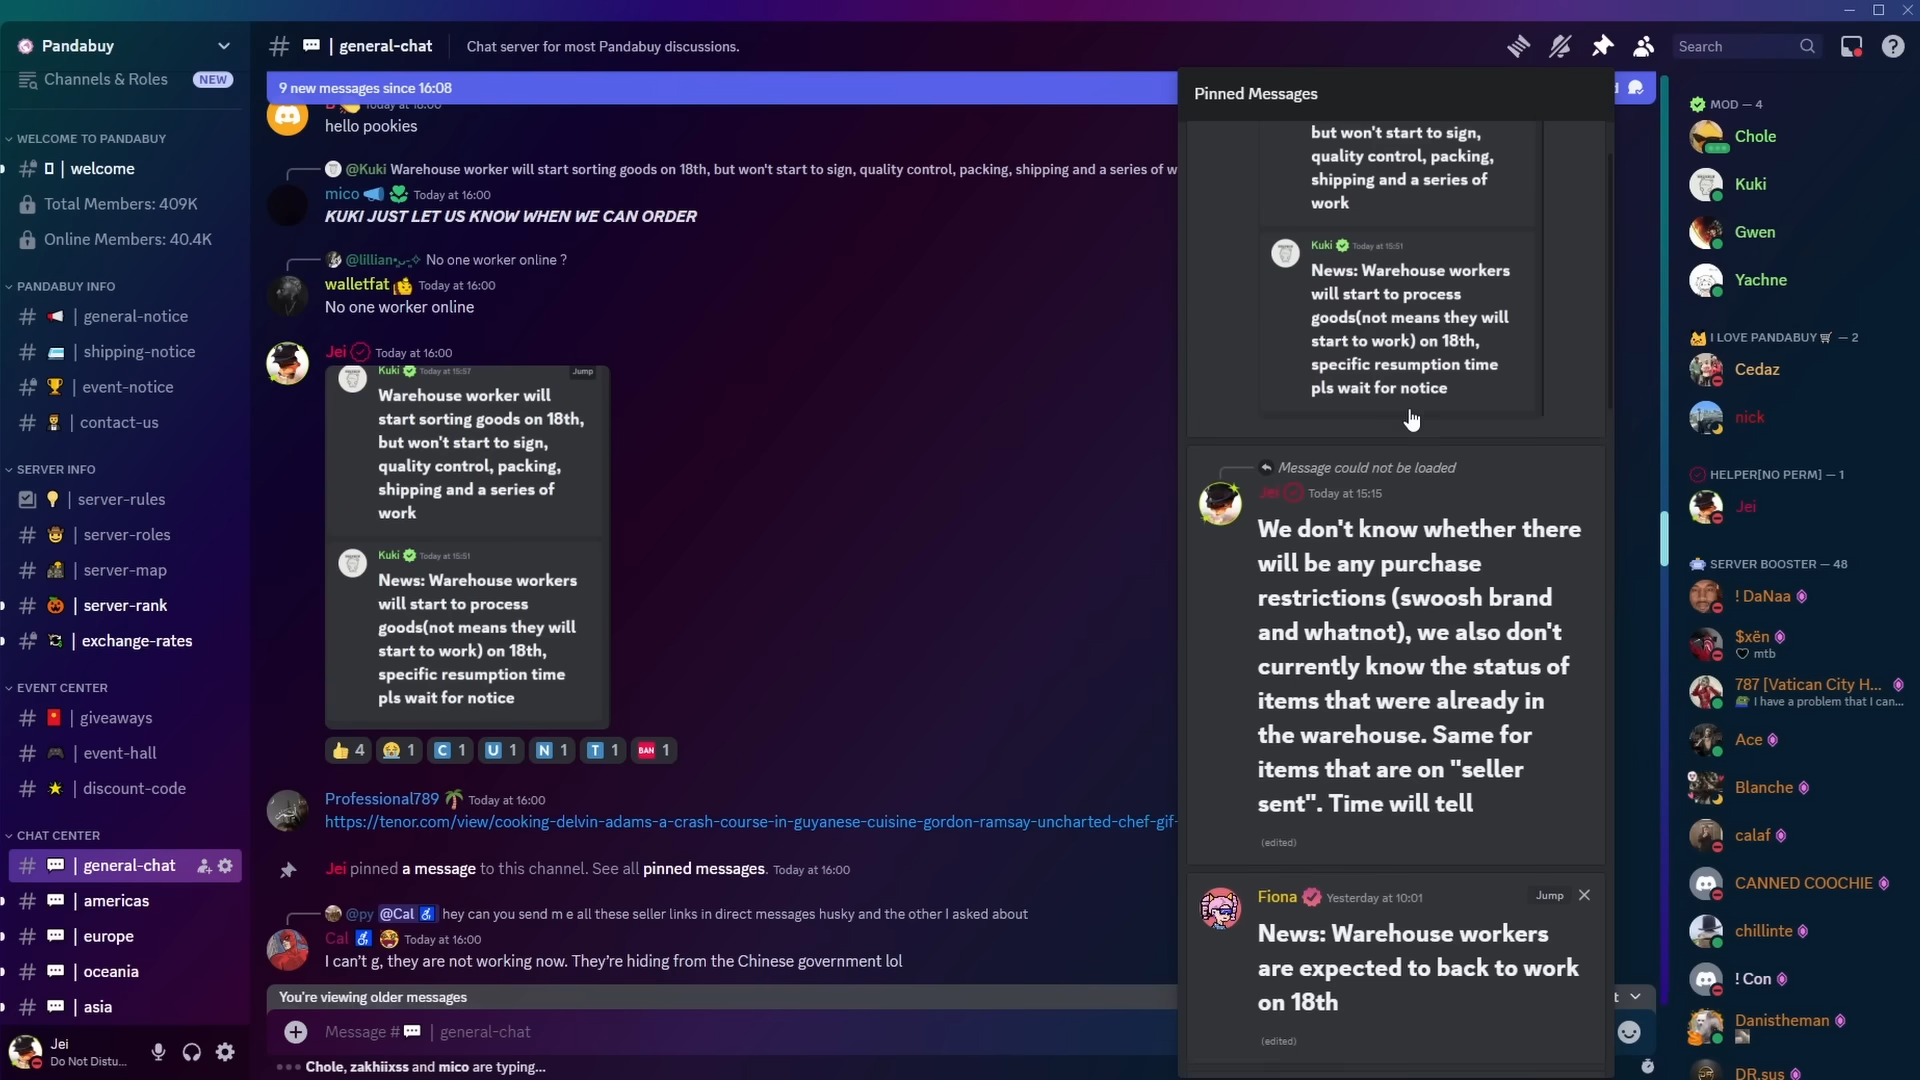 Pandabuy
Channels & Roles NEW
WELCOME TO PANDABUY
| welcome
Total Members: 409K
Online Members: 40.4K
PANDABUY INFO
| general-notice
| shipping-notice
| event-notice
| contact-us
SERVER INFO
| server-rules
| server-roles
| server-map
| server-rank
| exchange-rates
EVENT CENTER
| giveaways
| event-hall
| discount-code
CHAT CENTER
| general-chat
| americas
| europe
| oceania
| asia
Jei
Do Not Distu...
# 💬 | general-chat
Chat server for most Pandabuy discussions.
Search
9 new messages since 16:08
hello pookies
@Kuki Warehouse worker will start sorting goods on 18th, but won't start to sign, quality control, packing, shipping and a series of w
mico Today at 16:00
KUKI JUST LET US KNOW WHEN WE CAN ORDER
No one worker online ?
walletfat Today at 16:00
No one worker online
Jei Today at 16:00
Kuki Today at 15:57 Jump
Warehouse worker will
start sorting goods on 18th,
but won't start to sign,
quality control, packing,
shipping and a series of
work
Kuki Today at 15:51
News: Warehouse workers
will start to process
goods(not means they will
start to work) on 18th,
specific resumption time
pls wait for notice
👍 4 😭 1 C 1 U 1 N 1 T 1 BAN 1
Professional789 🌴 Today at 16:00
https://tenor.com/view/cooking-delvin-adams-a-crash-course-in-guyanese-cuisine-gordon-ramsay-uncharted-chef-gif-
Jei pinned a message to this channel. See all pinned messages. Today at 16:00
@py @Cal ♿ hey can you send m e all these seller links in direct messages husky and the other I asked about
Cal ♿ Today at 16:00
I can't g, they are not working now. They're hiding from the Chinese government lol
You're viewing older messages
Message # 💬 | general-chat
Chole, zakhiixss and mico are typing...
Pinned Messages
but won't start to sign,
quality control, packing,
shipping and a series of
work
Kuki Today at 15:51
News: Warehouse workers
will start to process
goods(not means they will
start to work) on 18th,
specific resumption time
pls wait for notice
Message could not be loaded
Jei Today at 15:15
We don't know whether there
will be any purchase
restrictions (swoosh brand
and whatnot), we also don't
currently know the status of
items that were already in
the warehouse. Same for
items that are on "seller
sent". Time will tell
(edited)
Fiona Yesterday at 10:01 Jump
News: Warehouse workers
are expected to back to work
on 18th
(edited)
MOD — 4
Chole
Kuki
Gwen
Yachne
I LOVE PANDABUY🛒 — 2
Cedaz
nick
HELPER[NO PERM] — 1
Jei
SERVER BOOSTER — 48
! DaNaa
$xën
mtb
787 [Vatican City H...
I have a problem that I can...
Ace
Blanche
calaf
CANNED COOCHIE
chillinte
! Con
Danistheman
DR.sus